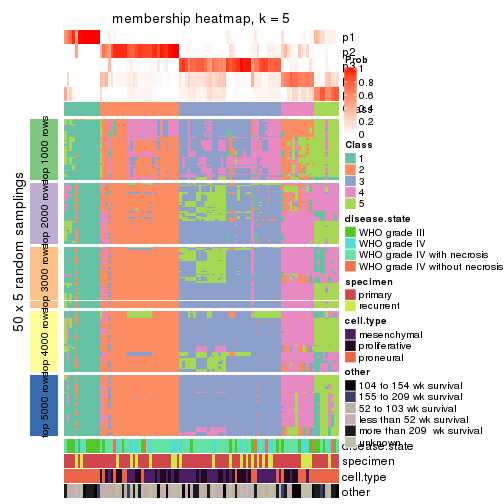 membership heatmap, k = 5
p1
p2
p3
Prob
1
0.8
0.6
0.4
0.2
0
Class
1
2
3
4
5
disease.state
WHO grade III
WHO grade IV
WHO grade IV with necrosis
WHO grade IV without necrosis
specimen
primary
recurrent
cell.type
mesenchymal
proliferative
proneural
other
104 to 154 wk survival
155 to 209 wk survival
52 to 103 wk survival
less than 52 wk survival
more than 209 wk survival
unknown
50 x 5 random samplings
top 1000 rows
top 2000 rows
top 3000 rows
top 4000 rows
top 5000 rows
disease.state
specimen
cell.type
other